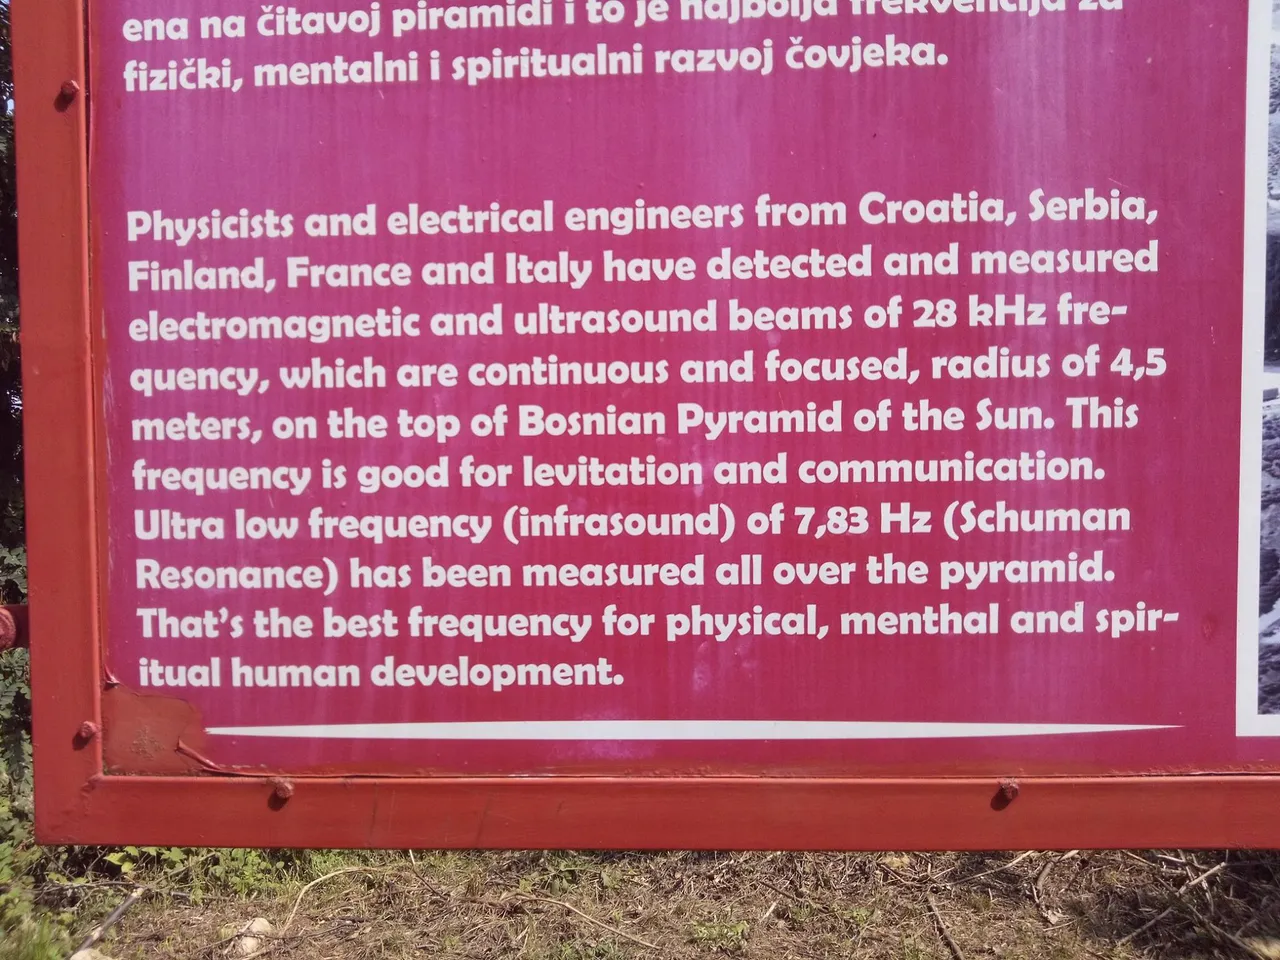 ena na čitavoj piramidi i to je najbolja frekvencija za
fizički, mentalni i spiritualni razvoj čovjeka.
Physicists and electrical engineers from Croatia, Serbia,
Finland, France and Italy have detected and measured
electromagnetic and ultrasound beams of 28 kHz fre-
quency, which are continuous and focused, radius of 4,5
meters, on the top of Bosnian Pyramid of the Sun. This
frequency is good for levitation and communication.
Ultra low frequency (infrasound) of 7,83 Hz (Schuman
Resonance) has been measured all over the pyramid.
That's the best frequency for physical, menthal and spir-
itual human development.